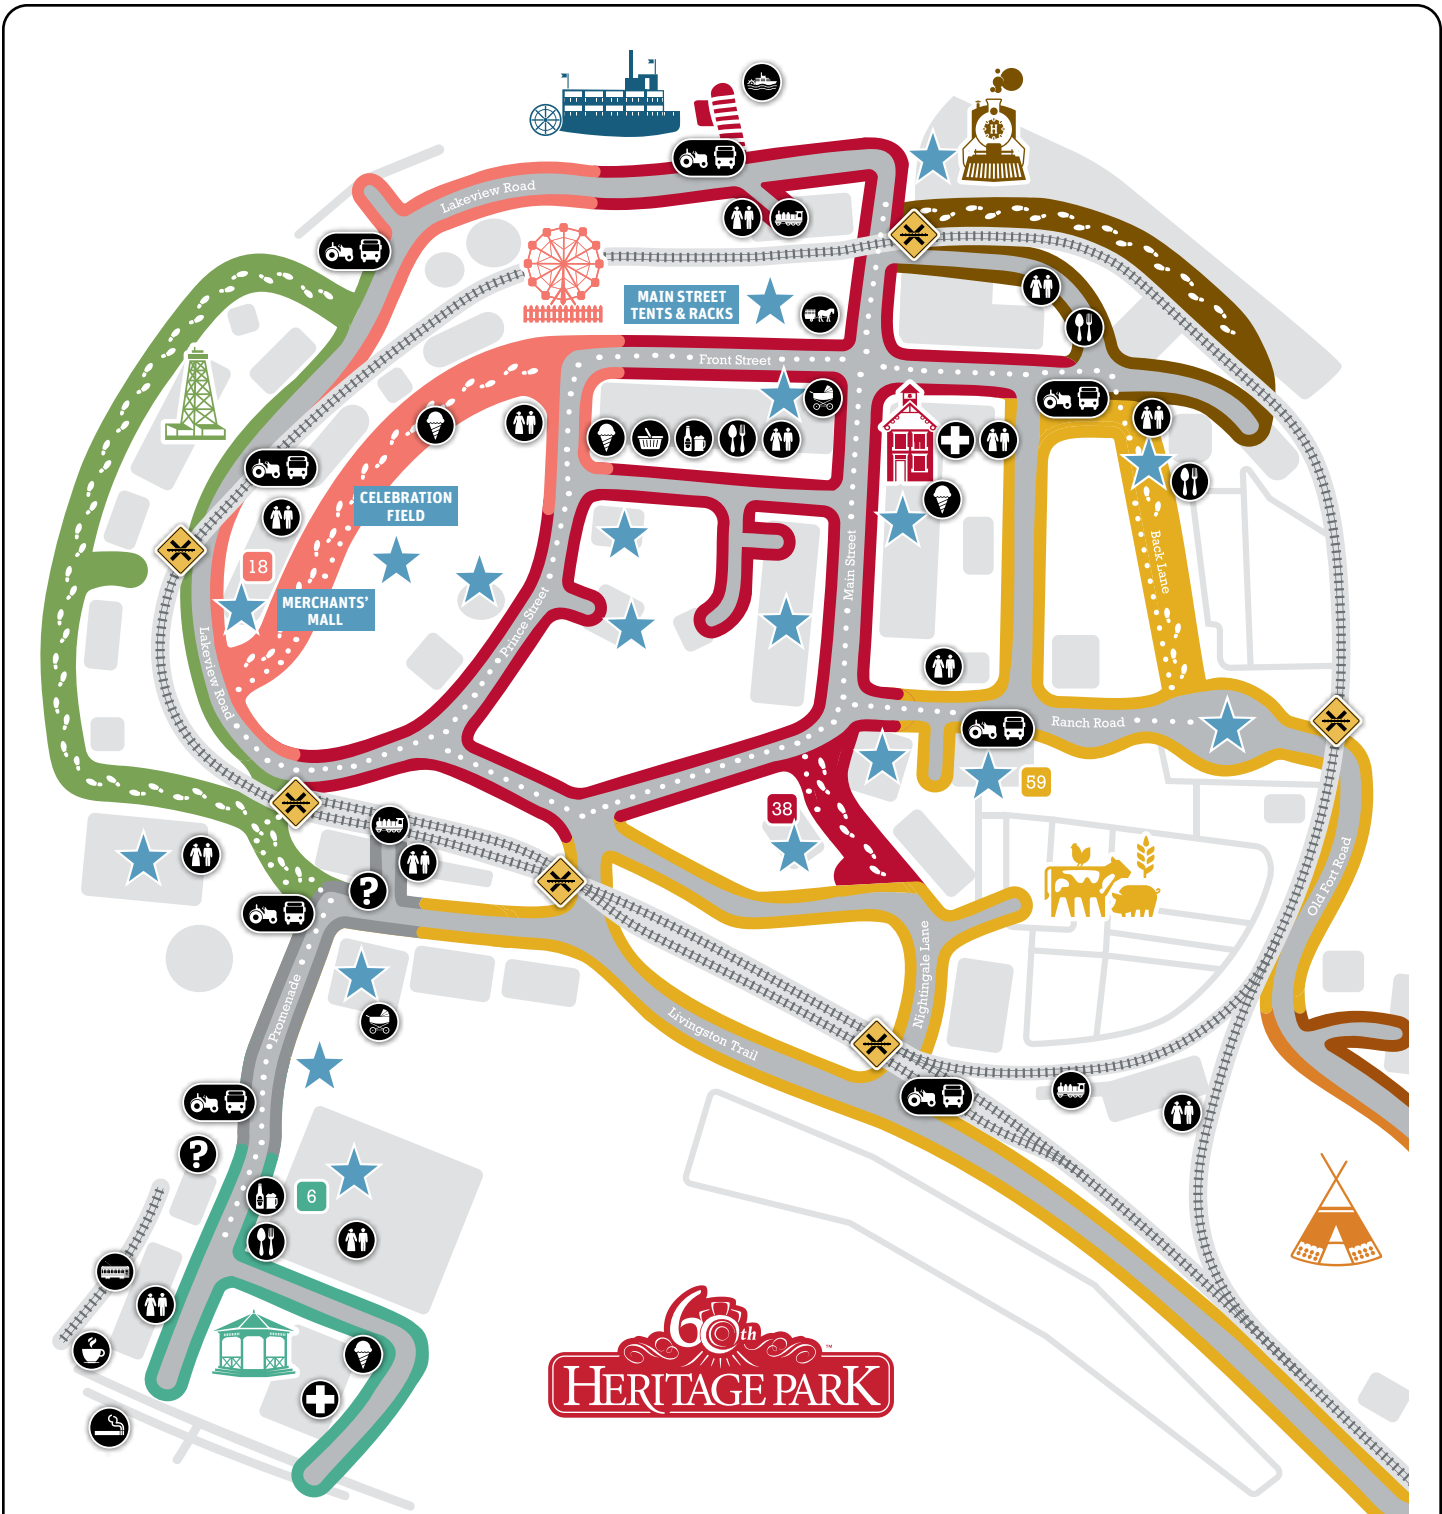 H
Lakeview Road
MAIN STREET
TENTS & RACKS
Front Street
CELEBRATION
FIELD
18
MERCHANTS'
MALL
Main Street
Back Lane
Prince Street
Lakeview Road
Ranch Road
59
38
?
Old Fort Road
Nightingale Lane
Promenade
Livingston Trail
?
6
60th
™
HERITAGE PARK